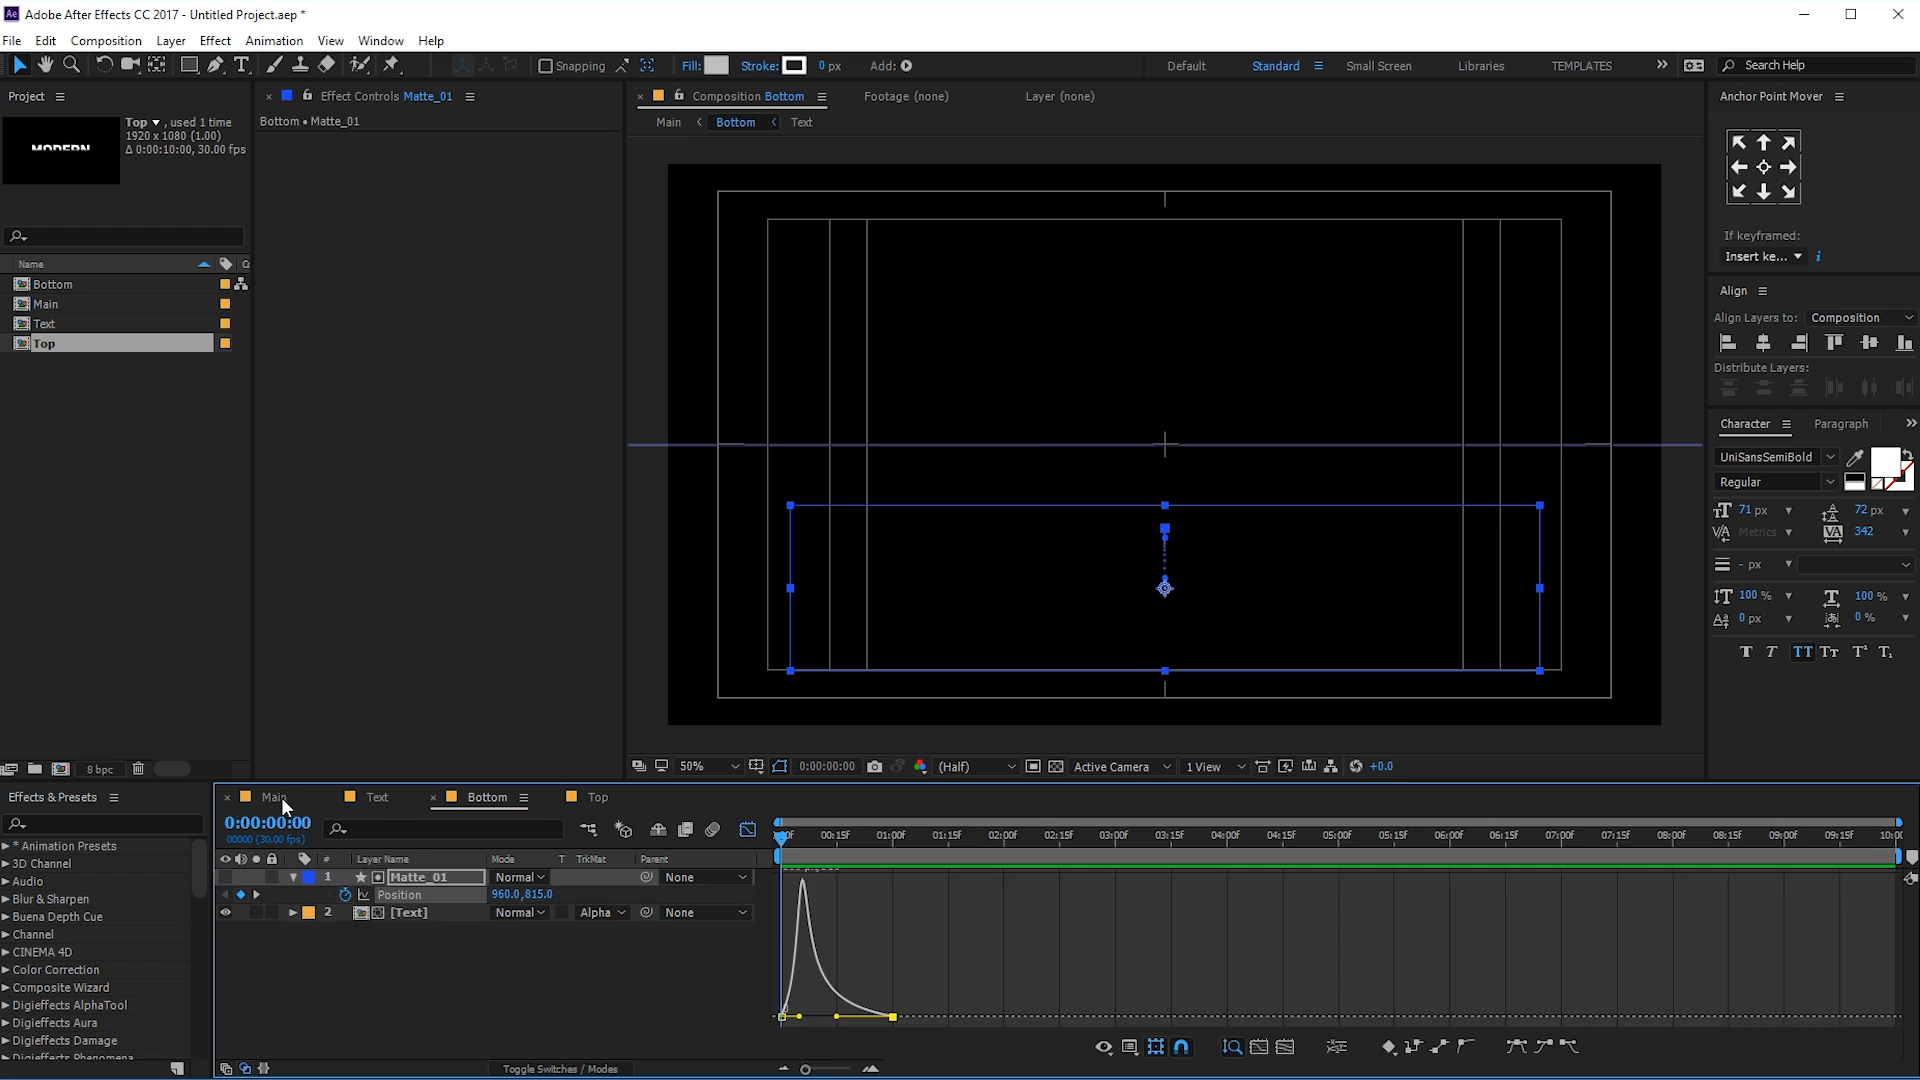 Adobe After Effects CC 2017 - Untitled Project.aep *
File Edit Composition Layer Effect Animation View Window Help
Snapping Fill: Stroke: 0 px Add: Default Standard Small Screen Libraries TEMPLATES Search Help
Project Effect Controls Matte_01 Composition Bottom Footage (none) Layer (none) Anchor Point Mover
Top , used 1 time
1920 x 1080 (1.00)
Δ 0:00:10:00, 30.00 fps
MODERN
Bottom • Matte_01
Main Bottom Text
If keyframed:
Insert ke...
Name
Bottom
Main
Text
Top
Align
Align Layers to: Composition
Distribute Layers:
Character Paragraph
UniSansSemiBold
Regular
71 px 72 px
Metrics 342
- px
100 % 100 %
0 px 0 %
T T TT Tt
8 bpc
50% 0:00:00:00 (Half) Active Camera 1 View +0.0
Effects & Presets
* Animation Presets
3D Channel
Audio
Blur & Sharpen
Buena Depth Cue
Channel
CINEMA 4D
Color Correction
Composite Wizard
Digieffects AlphaTool
Digieffects Aura
Digieffects Damage
Digieffects Phenomena
Main Text Bottom Top
0:00:00:00
00000 (30.00 fps)
00:15f 01:00f 01:15f 02:00f 02:15f 03:00f 03:15f 04:00f 04:15f 05:00f 05:15f 06:00f 06:15f 07:00f 07:15f 08:00f 08:15f 09:00f 09:15f
# Layer Name Mode T TrkMat Parent
1 Matte_01 Normal None
Position 960.0,815.0
2 [Text] Normal Alpha None
Toggle Switches / Modes